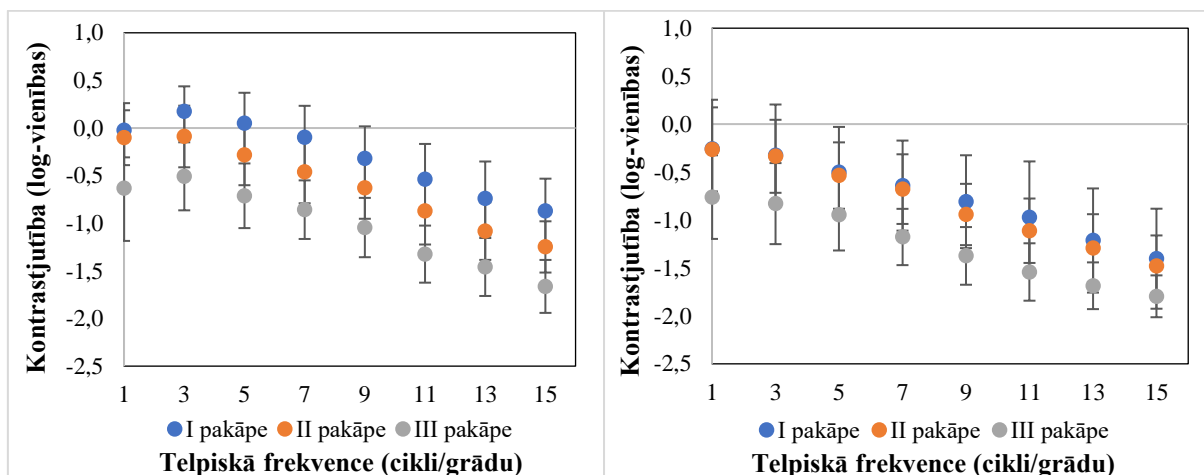 Kontrastjutība (log-vienības)
1,0
0,5
0,0
-0,5
-1,0
-1,5
-2,0
-2,5
1 3 5 7 9 11 13 15
I pakāpe II pakāpe III pakāpe
Telpiskā frekvence (cikli/grādu)
Kontrastjutība (log-vienības)
1,0
0,5
0,0
-0,5
-1,0
-1,5
-2,0
-2,5
1 3 5 7 9 11 13 15
I pakāpe II pakāpe III pakāpe
Telpiskā frekvence (cikli/grādu)